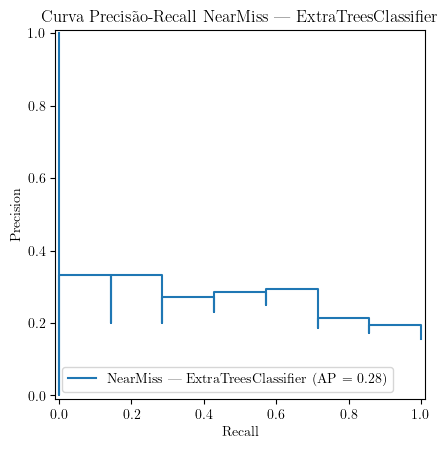 Curva Precisão-Recall NearMiss — ExtraTreesClassifier
1.0
0.8
0.6
0.4
0.2
0.0
Precision
NearMiss — ExtraTreesClassifier (AP = 0.28)
0.0 0.2 0.4 0.6 0.8 1.0
Recall